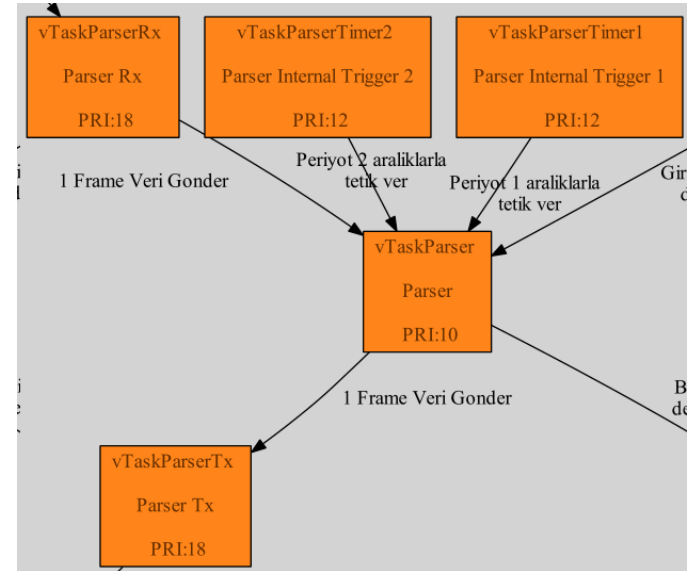 vTaskParserRx
Parser Rx
PRI:18
vTaskParserTimer2
Parser Internal Trigger 2
PRI:12
vTaskParserTimer1
Parser Internal Trigger 1
PRI:12
1 Frame Veri Gonder
Periyot 2 araliklarla
tetik ver
Periyot 1 araliklarla
tetik ver
vTaskParser
Parser
PRI:10
1 Frame Veri Gonder
vTaskParserTx
Parser Tx
PRI:18